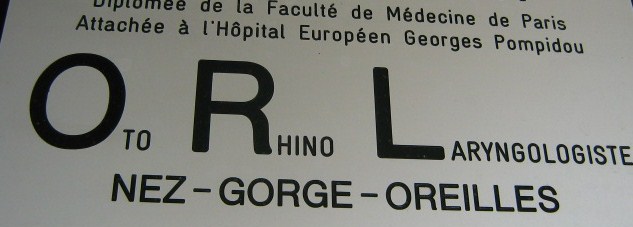 Diplômée de la Faculté de Médecine de Paris
Attachée à l'Hôpital Européen Georges Pompidou
OTO RHINO LARYNGOLOGISTE
NEZ – GORGE – OREILLES